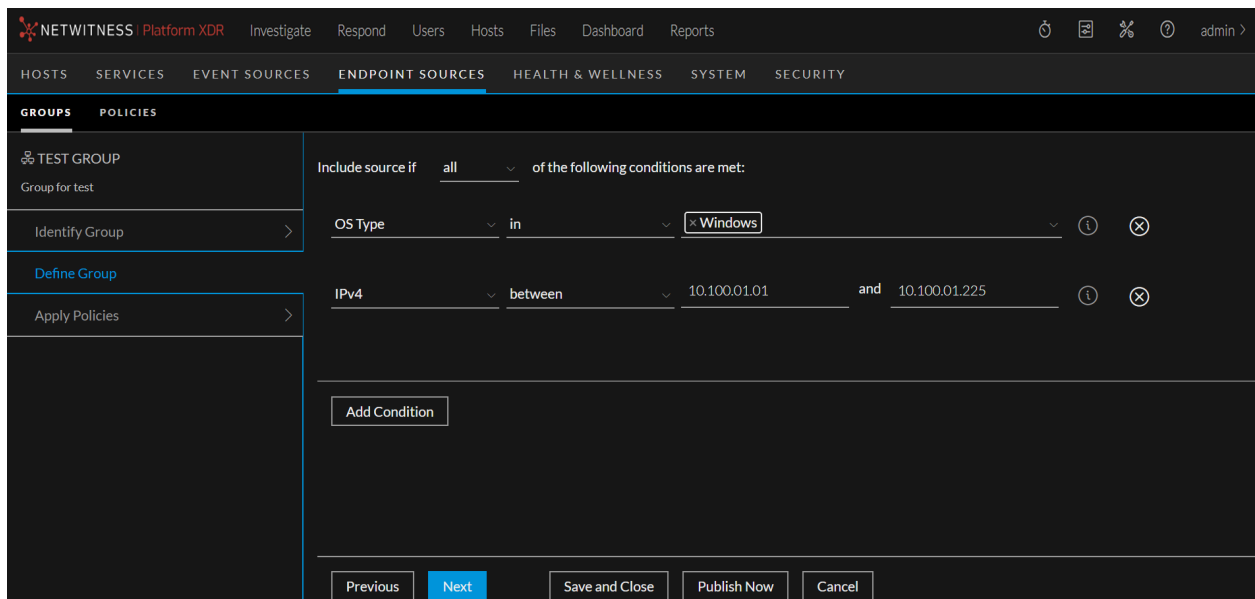 NETWITNESS Platform XDR Investigate Respond Users Hosts Files Dashboard Reports admin >
HOSTS SERVICES EVENT SOURCES ENDPOINT SOURCES HEALTH & WELLNESS SYSTEM SECURITY
GROUPS POLICIES
TEST GROUP
Group for test
Identify Group
Define Group
Apply Policies
Include source if all of the following conditions are met:
OS Type in × Windows
IPv4 between 10.100.01.01 and 10.100.01.225
Add Condition
Previous Next Save and Close Publish Now Cancel